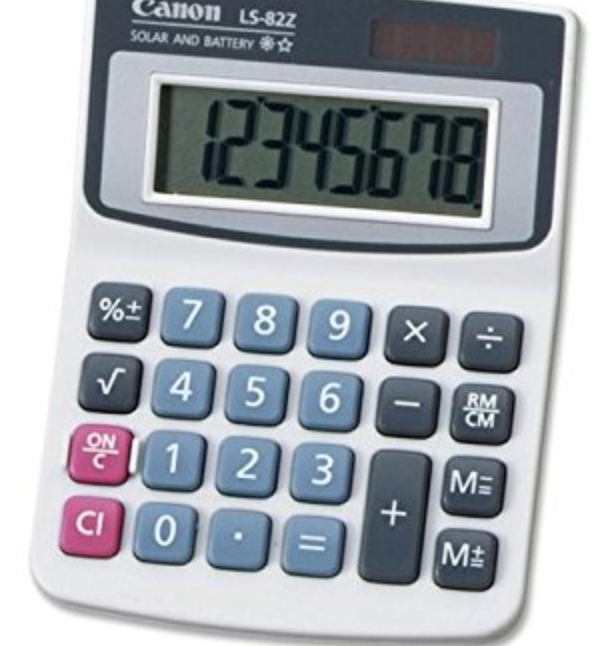 Canon LS-82Z
SOLAR AND BATTERY
12345678.
%± 7 8 9 × ÷
√ 4 5 6 − RM/CM
ON/C 1 2 3 + M=
CI 0 . = M±